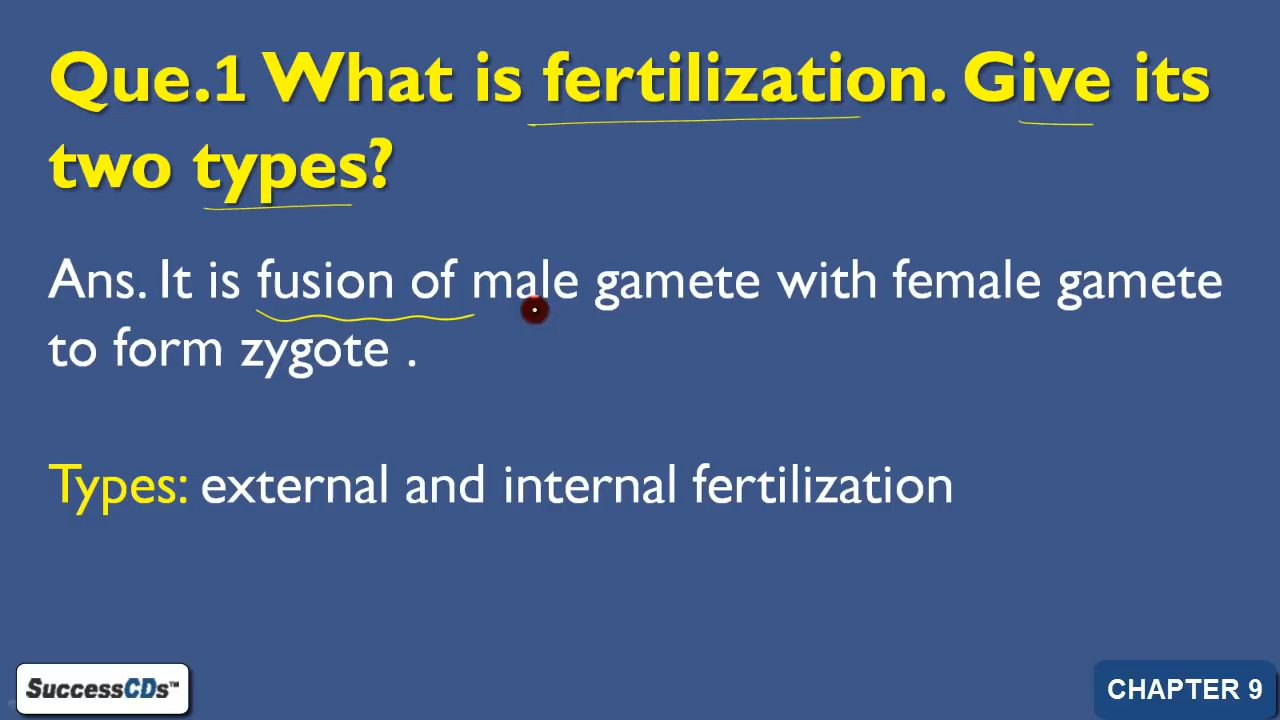 Que.1 What is fertilization. Give its
two types?
Ans. It is fusion of male gamete with female gamete
to form zygote .
Types: external and internal fertilization
SuccessCDs™
CHAPTER 9